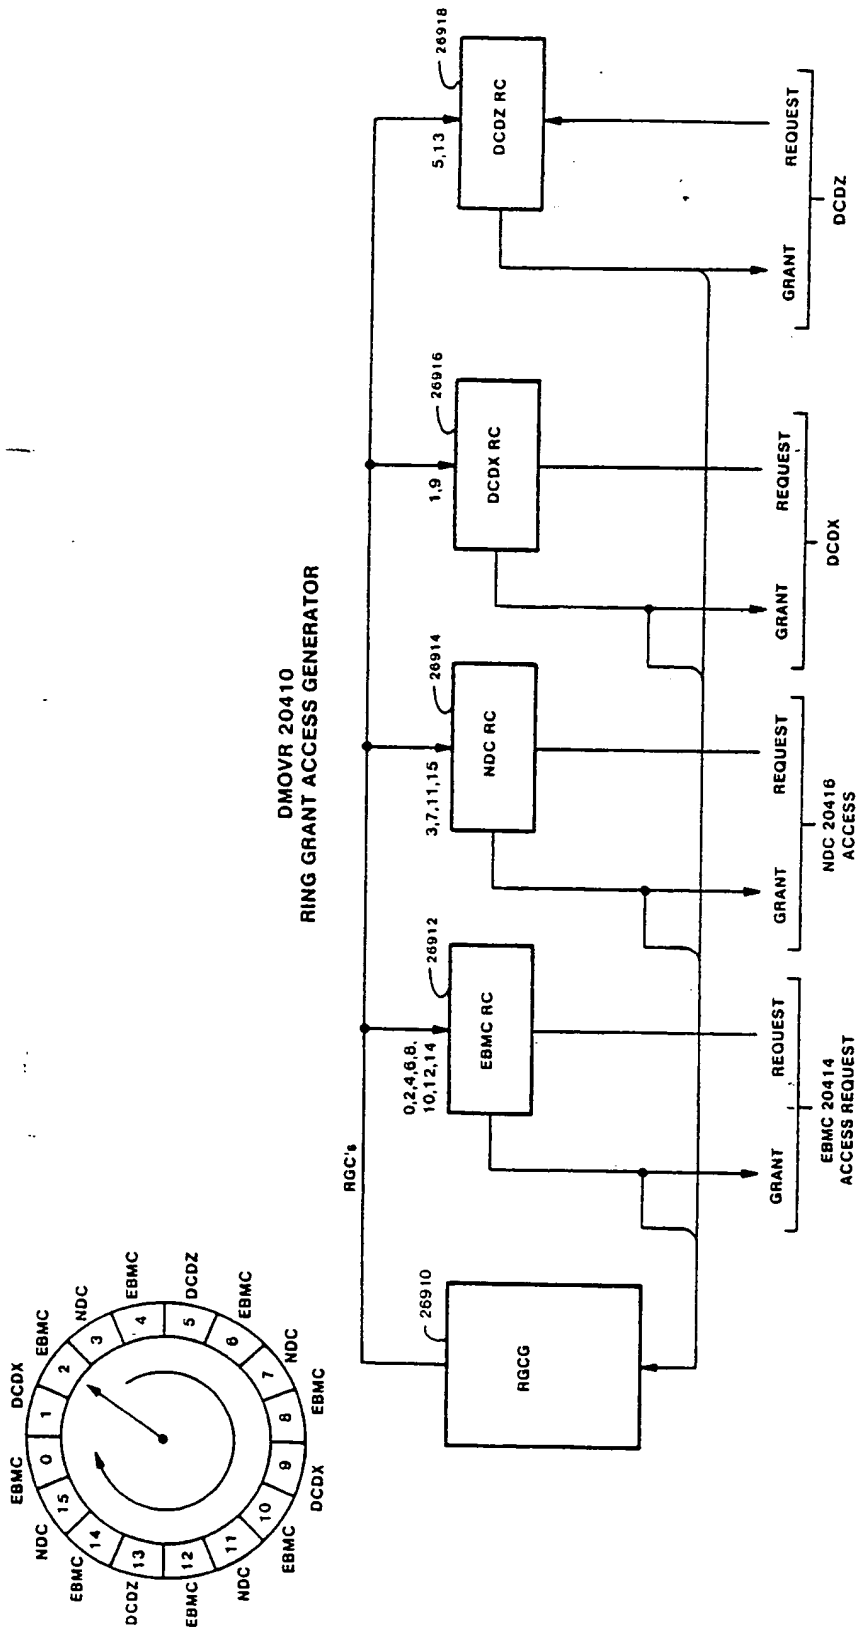 DMOVR 20410
RING GRANT ACCESS GENERATOR
EBMC
DCDX
EBMC
NDC
EBMC
DCDZ
EBMC
NDC
EBMC
DCDX
EBMC
NDC
EBMC
DCDZ
EBMC
NDC
0
1
2
3
4
5
6
7
8
9
10
11
12
13
14
15
RGC's
26910
RGCG
0,2,4,6,8,
10,12,14
26912
EBMC RC
3,7,11,15
26914
NDC RC
1,9
26916
DCDX RC
5,13
26918
DCDZ RC
GRANT
REQUEST
EBMC 20414
ACCESS REQUEST
GRANT
REQUEST
NDC 20416
ACCESS
GRANT
REQUEST
DCDX
GRANT
REQUEST
DCDZ